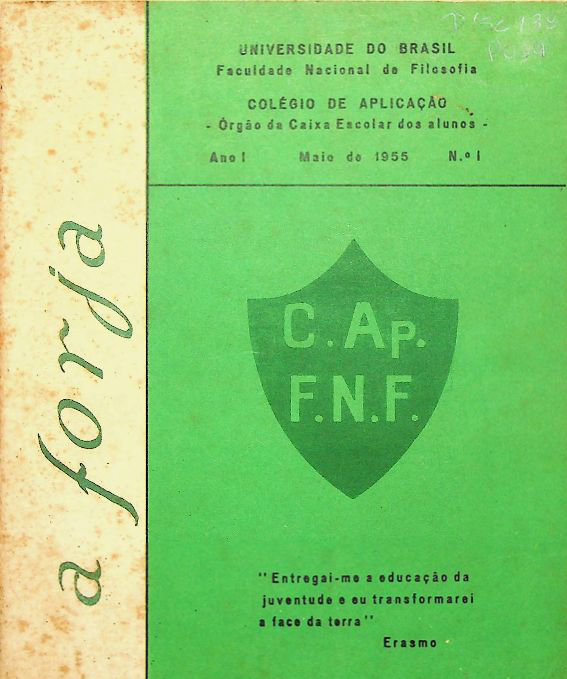 UNIVERSIDADE DO BRASIL
Faculdade Nacional de Filosofia
COLÉGIO DE APLICAÇÃO
- Órgão da Caixa Escolar dos alunos -
Ano I Maio de 1955 N.º I
a forja
C. Ap.
F.N.F.
"Entregai-me a educação da
juventude e eu transformarei
a face da terra"
Erasmo